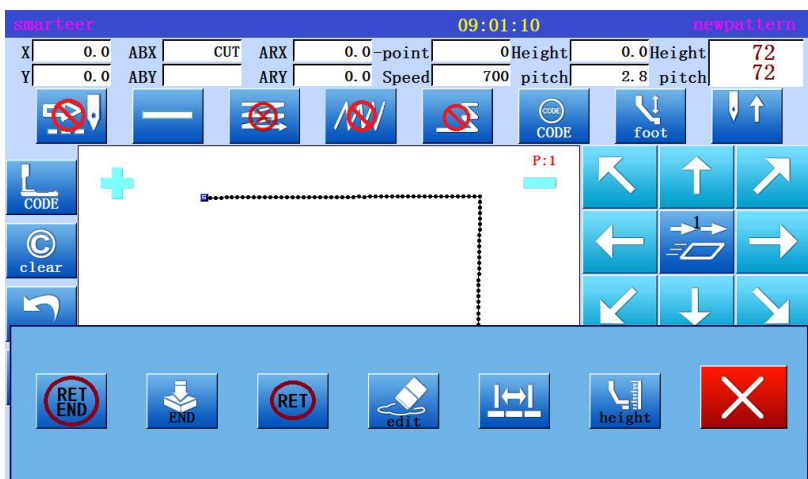 smarteer 09:01:10 newpattern
X 0.0 ABX CUT ARX 0.0 -point 0 Height 0.0 Height 72
Y 0.0 ABY ARY 0.0 Speed 700 pitch 2.8 pitch 72
CODE CODE foot
P:1
CODE
1
C clear
RET END END RET edit height